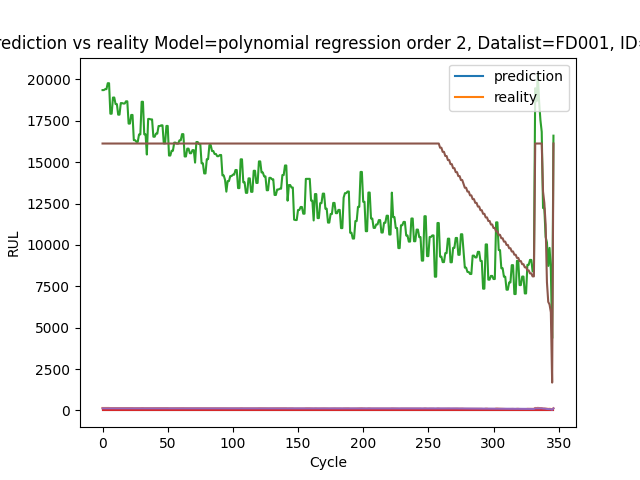 rediction vs reality Model=polynomial regression order 2, Datalist=FD001, ID=
prediction
reality
RUL
20000
17500
15000
12500
10000
7500
5000
2500
0
0 50 100 150 200 250 300 350
Cycle